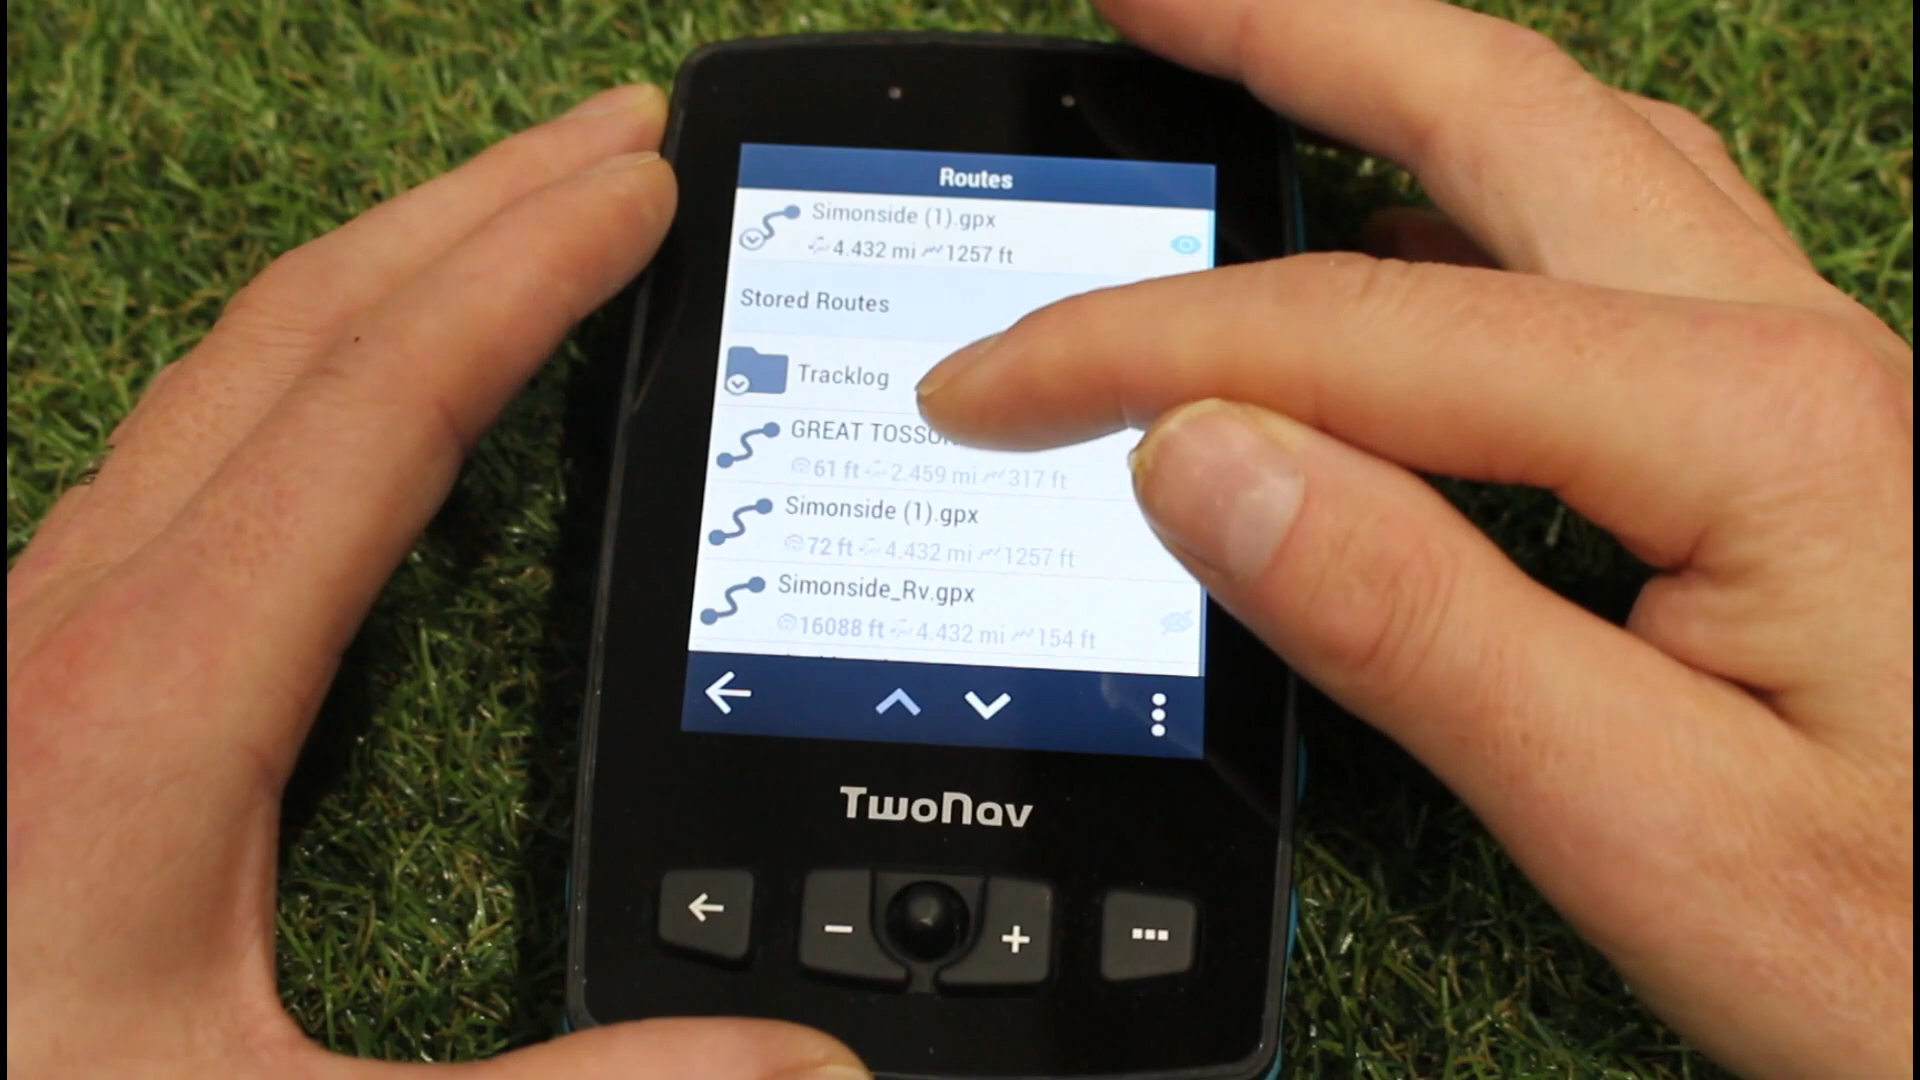 Routes
Simonside (1).gpx
4.432 mi 1257 ft
Stored Routes
Tracklog
GREAT TOSSON
61 ft 2.459 mi 317 ft
Simonside (1).gpx
72 ft 4.432 mi 1257 ft
Simonside_Rv.gpx
16088 ft 4.432 mi 154 ft
TwoNav